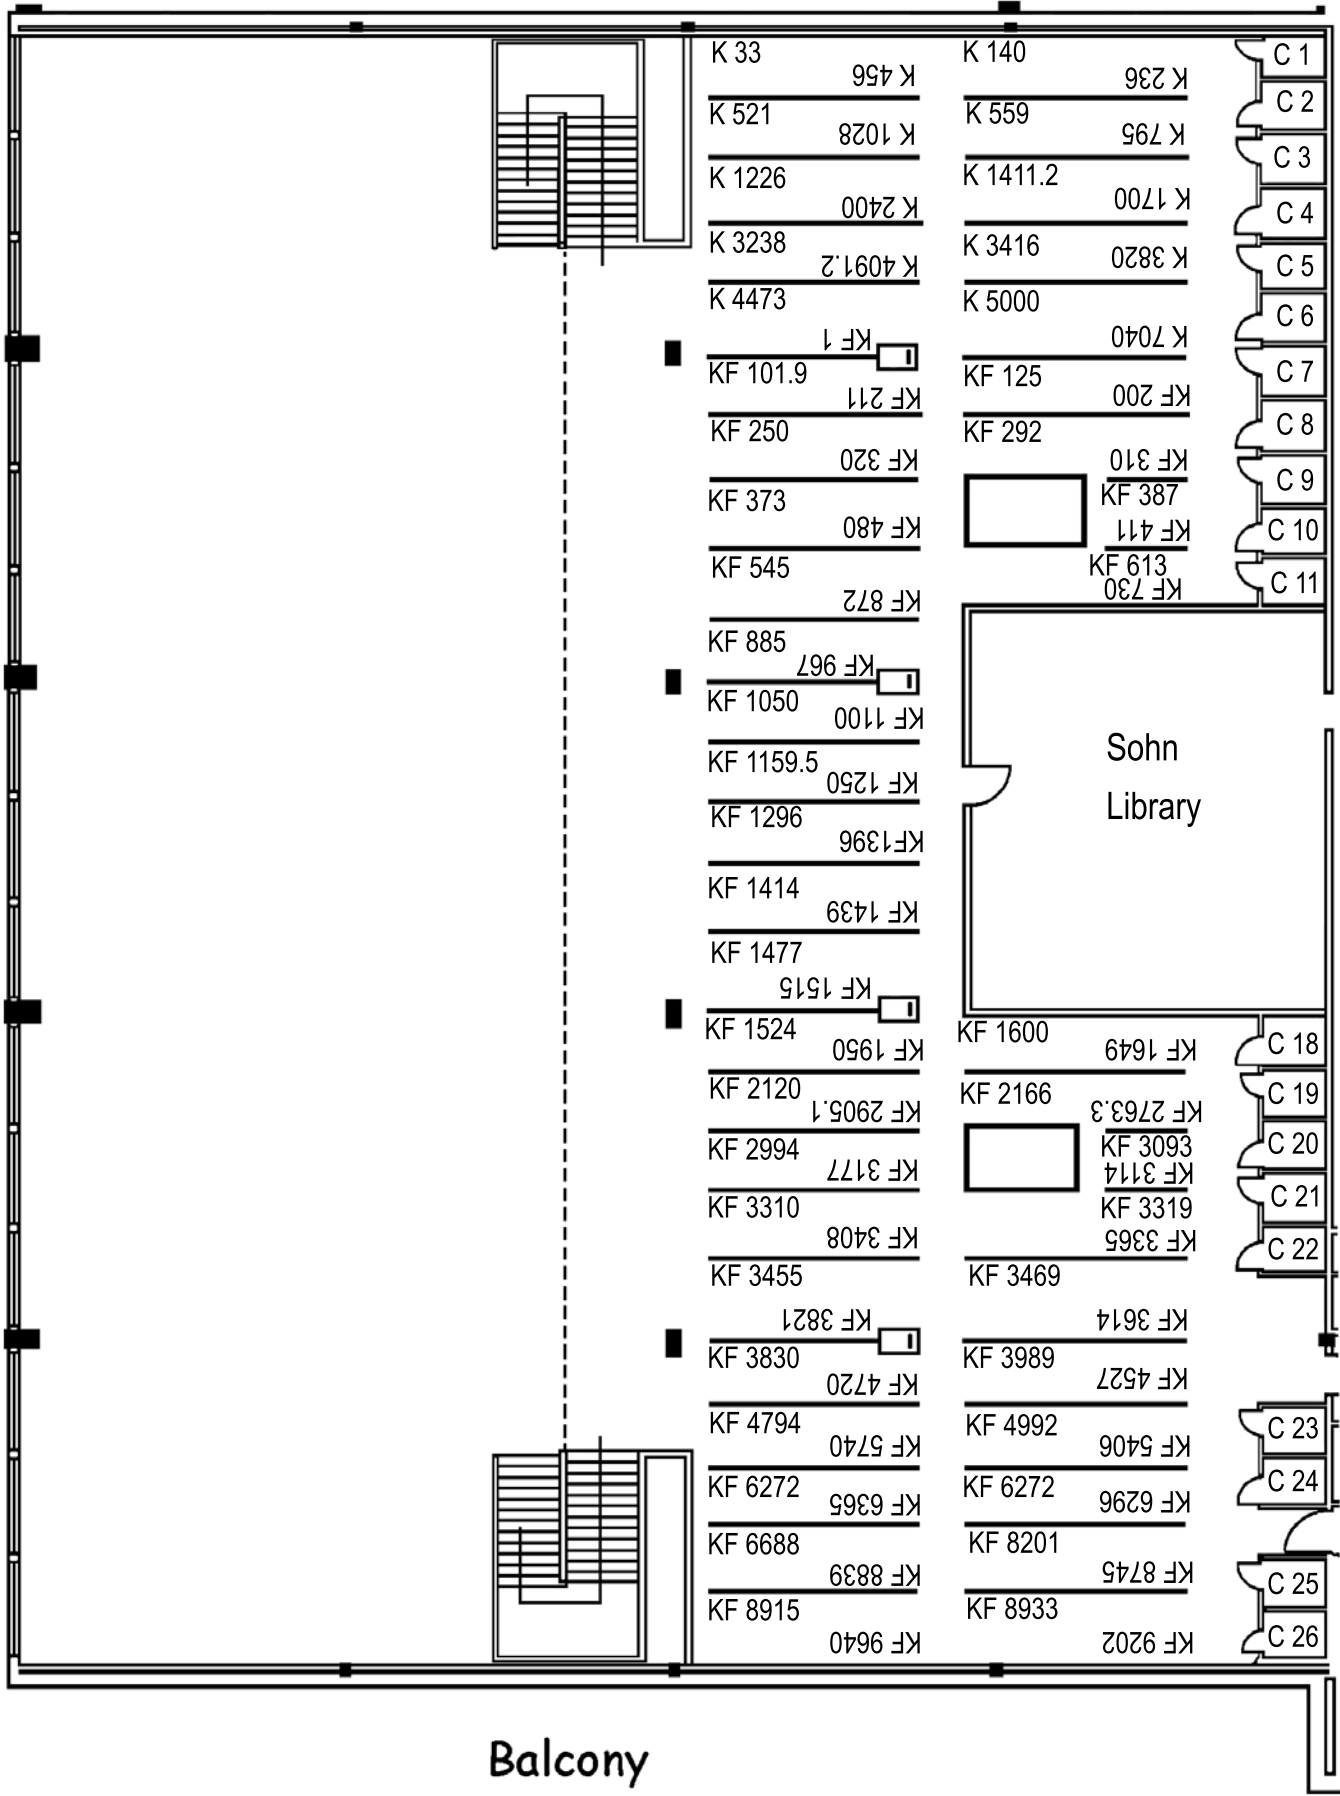 K 33
K 140
C 1
K 456
K 236
K 521
K 559
C 2
K 1028
K 795
C 3
K 1226
K 1411.2
K 2400
K 1700
C 4
K 3238
K 3416
K 4091.2
K 3820
C 5
K 4473
K 5000
C 6
KF 1
K 7040
KF 101.9
KF 125
C 7
KF 211
KF 200
KF 250
KF 292
C 8
KF 320
KF 310
C 9
KF 373
KF 387
KF 480
KF 411
C 10
KF 545
KF 613
KF 730
C 11
KF 872
KF 885
KF 967
KF 1050
KF 1100
Sohn
Library
KF 1159.5
KF 1250
KF 1296
KF1396
KF 1414
KF 1439
KF 1477
KF 1515
KF 1524
KF 1600
C 18
KF 1950
KF 1649
KF 2120
KF 2166
C 19
KF 2905.1
KF 2763.3
KF 2994
KF 3093
C 20
KF 3177
KF 3114
KF 3310
KF 3319
C 21
KF 3408
KF 3365
C 22
KF 3455
KF 3469
KF 3821
KF 3614
KF 3830
KF 3989
KF 4720
KF 4527
KF 4794
KF 4992
C 23
KF 5740
KF 5406
KF 6272
KF 6272
C 24
KF 6365
KF 6296
KF 6688
KF 8201
KF 8839
KF 8745
C 25
KF 8915
KF 8933
KF 9640
KF 9202
C 26
Balcony